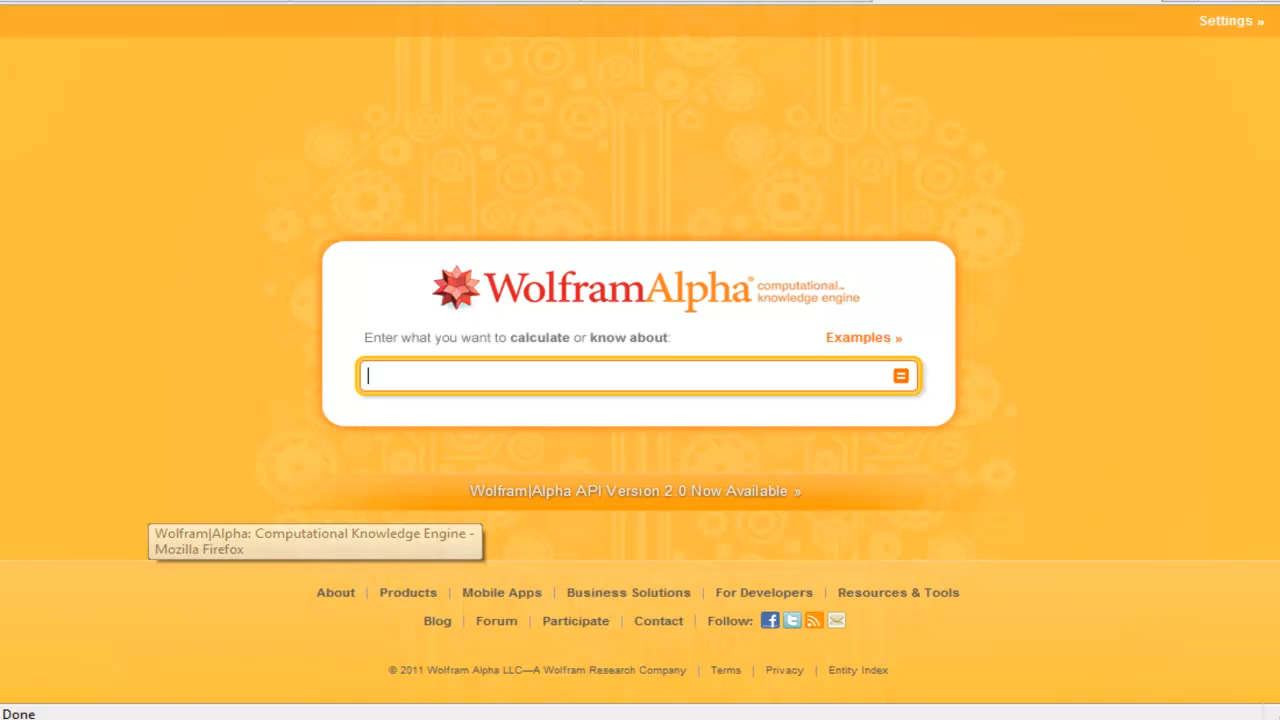 Settings »
WolframAlpha™ computational™
knowledge engine
Enter what you want to calculate or know about:
Examples »
=
Wolfram|Alpha API Version 2.0 Now Available »
Wolfram|Alpha: Computational Knowledge Engine -
Mozilla Firefox
About | Products | Mobile Apps | Business Solutions | For Developers | Resources & Tools
Blog | Forum | Participate | Contact | Follow:
© 2011 Wolfram Alpha LLC—A Wolfram Research Company | Terms | Privacy | Entity Index
Done